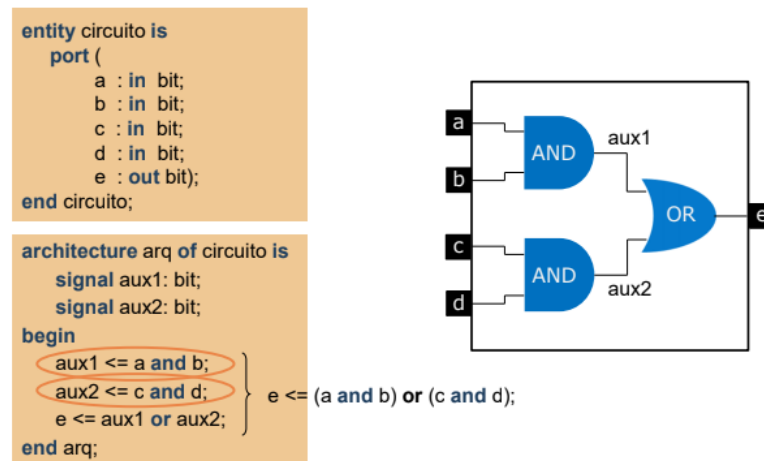 entity circuito is
port (
a : in bit;
b : in bit;
c : in bit;
d : in bit;
e : out bit);
end circuito;
architecture arq of circuito is
signal aux1: bit;
signal aux2: bit;
begin
aux1 <= a and b;
aux2 <= c and d;
e <= aux1 or aux2;
end arq;
e <= (a and b) or (c and d);
a
b
c
d
AND
AND
aux1
aux2
OR
e